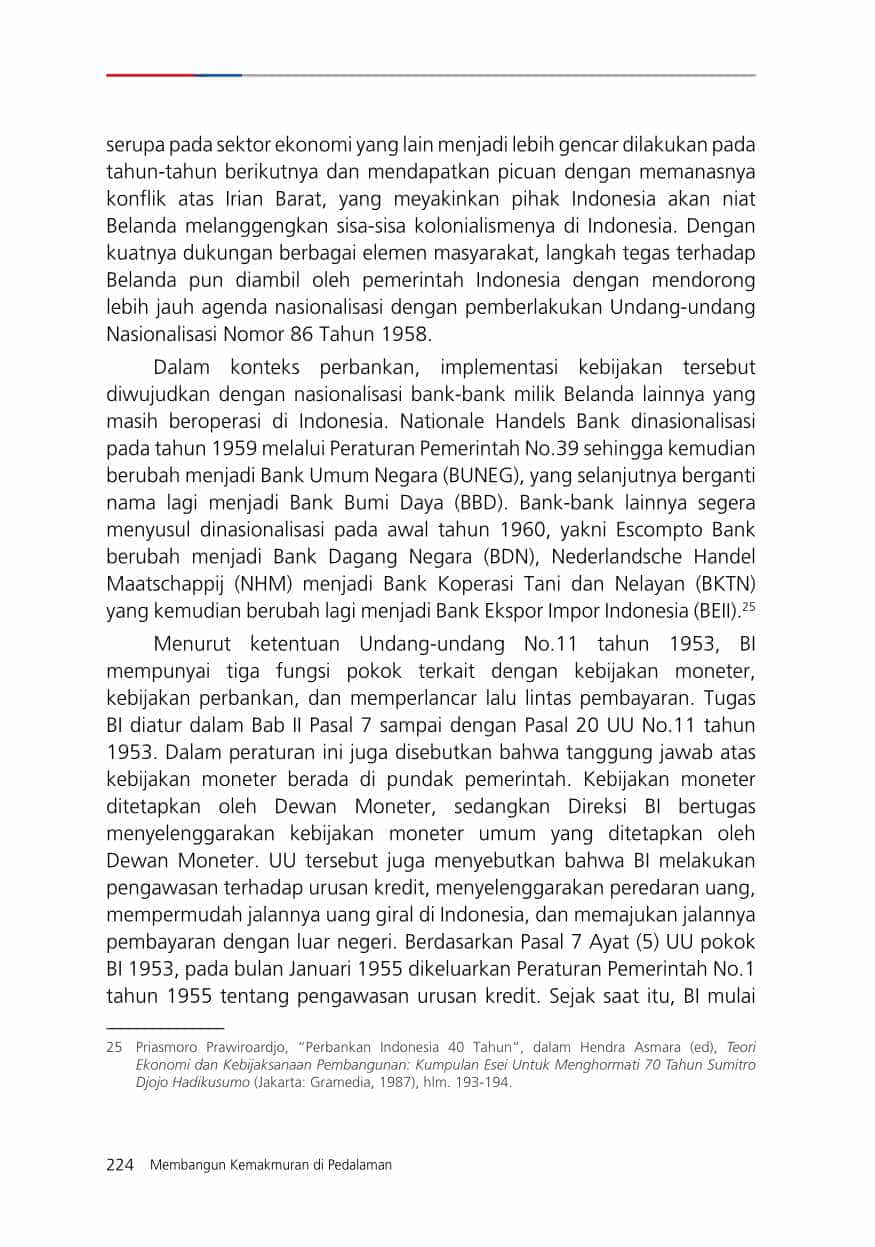 serupa pada sektor ekonomi yang lain menjadi lebih gencar dilakukan pada
tahun-tahun berikutnya dan mendapatkan picuan dengan memanasnya
konflik atas Irian Barat, yang meyakinkan pihak Indonesia akan niat
Belanda melanggengkan sisa-sisa kolonialismenya di Indonesia. Dengan
kuatnya dukungan berbagai elemen masyarakat, langkah tegas terhadap
Belanda pun diambil oleh pemerintah Indonesia dengan mendorong
lebih jauh agenda nasionalisasi dengan pemberlakukan Undang-undang
Nasionalisasi Nomor 86 Tahun 1958.
Dalam konteks perbankan, implementasi kebijakan tersebut
diwujudkan dengan nasionalisasi bank-bank milik Belanda lainnya yang
masih beroperasi di Indonesia. Nationale Handels Bank dinasionalisasi
pada tahun 1959 melalui Peraturan Pemerintah No.39 sehingga kemudian
berubah menjadi Bank Umum Negara (BUNEG), yang selanjutnya berganti
nama lagi menjadi Bank Bumi Daya (BBD). Bank-bank lainnya segera
menyusul dinasionalisasi pada awal tahun 1960, yakni Escompto Bank
berubah menjadi Bank Dagang Negara (BDN), Nederlandsche Handel
Maatschappij (NHM) menjadi Bank Koperasi Tani dan Nelayan (BKTN)
yang kemudian berubah lagi menjadi Bank Ekspor Impor Indonesia (BEII).25
Menurut ketentuan Undang-undang No.11 tahun 1953, BI
mempunyai tiga fungsi pokok terkait dengan kebijakan moneter,
kebijakan perbankan, dan memperlancar lalu lintas pembayaran. Tugas
BI diatur dalam Bab II Pasal 7 sampai dengan Pasal 20 UU No.11 tahun
1953. Dalam peraturan ini juga disebutkan bahwa tanggung jawab atas
kebijakan moneter berada di pundak pemerintah. Kebijakan moneter
ditetapkan oleh Dewan Moneter, sedangkan Direksi BI bertugas
menyelenggarakan kebijakan moneter umum yang ditetapkan oleh
Dewan Moneter. UU tersebut juga menyebutkan bahwa BI melakukan
pengawasan terhadap urusan kredit, menyelenggarakan peredaran uang,
mempermudah jalannya uang giral di Indonesia, dan memajukan jalannya
pembayaran dengan luar negeri. Berdasarkan Pasal 7 Ayat (5) UU pokok
BI 1953, pada bulan Januari 1955 dikeluarkan Peraturan Pemerintah No.1
tahun 1955 tentang pengawasan urusan kredit. Sejak saat itu, BI mulai
25 Priasmoro Prawiroardjo, “Perbankan Indonesia 40 Tahun”, dalam Hendra Asmara (ed), Teori
Ekonomi dan Kebijaksanaan Pembangunan: Kumpulan Esei Untuk Menghormati 70 Tahun Sumitro
Djojo Hadikusumo (Jakarta: Gramedia, 1987), hlm. 193-194.
224 Membangun Kemakmuran di Pedalaman